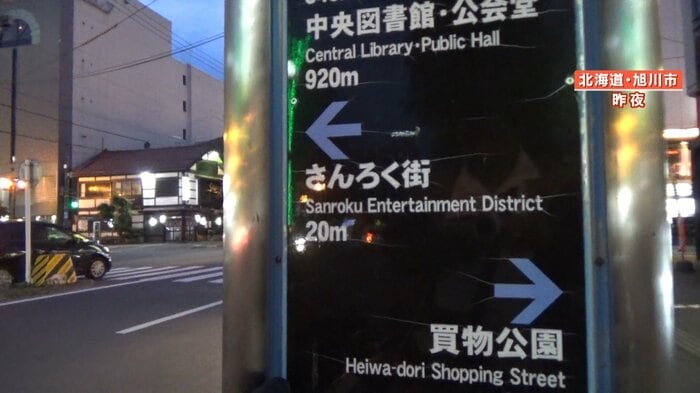 中央図書館・公会堂
Central Library・Public Hall
920m
さんろく街
Sanroku Entertainment District
20m
買物公園
Heiwa-dori Shopping Street
北海道・旭川市
昨夜